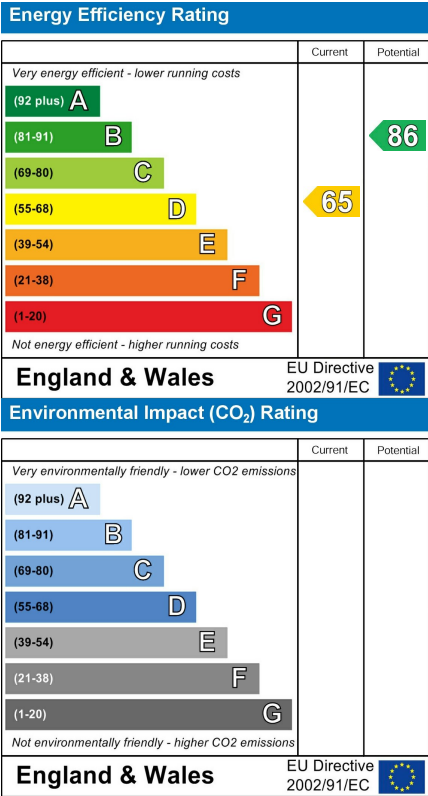 Energy Efficiency Rating
Current Potential
Very energy efficient - lower running costs
(92 plus) A
(81-91) B
86
(69-80) C
(55-68) D
65
(39-54) E
(21-38) F
(1-20) G
Not energy efficient - higher running costs
England & Wales
EU Directive
2002/91/EC
Environmental Impact (CO₂) Rating
Current Potential
Very environmentally friendly - lower CO2 emissions
(92 plus) A
(81-91) B
(69-80) C
(55-68) D
(39-54) E
(21-38) F
(1-20) G
Not environmentally friendly - higher CO2 emissions
England & Wales
EU Directive
2002/91/EC